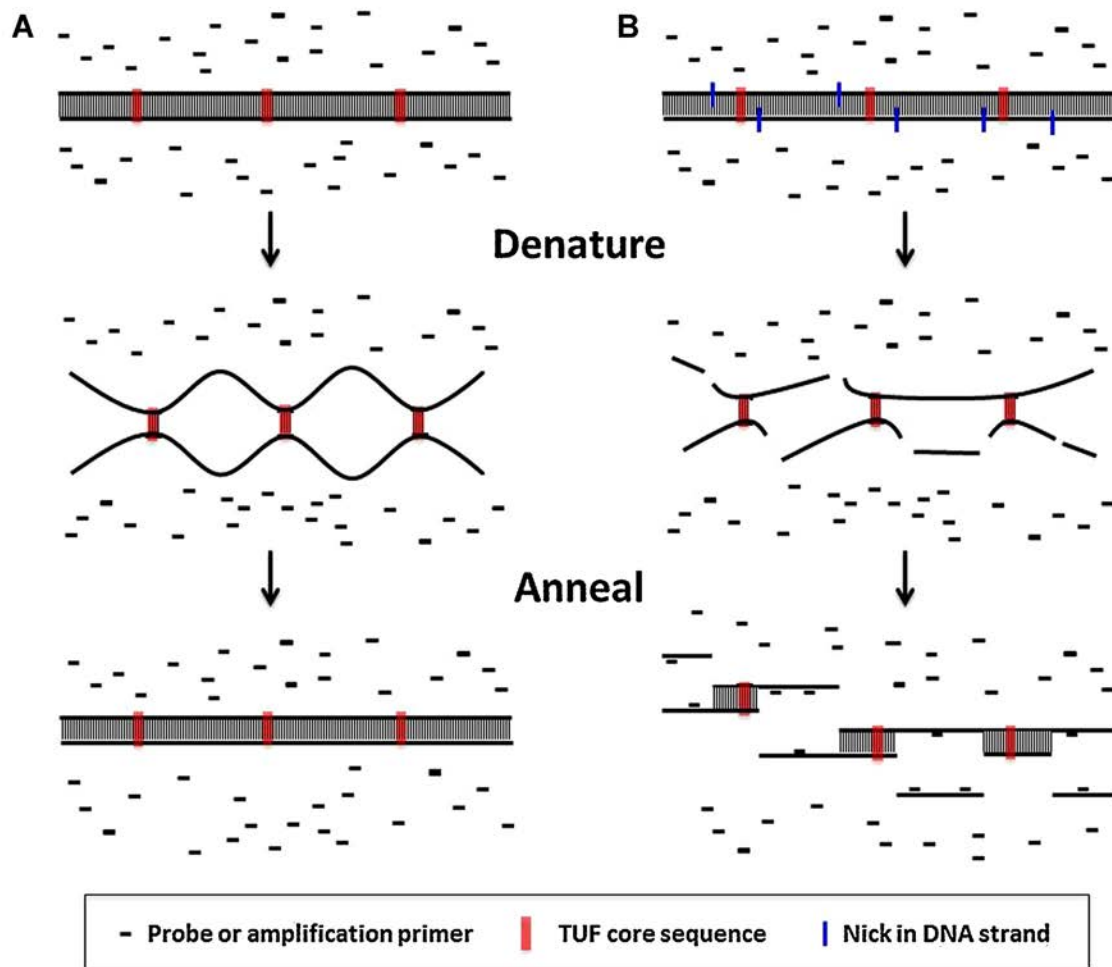 A
B
Denature
Anneal
Probe or amplification primer
TUF core sequence
Nick in DNA strand